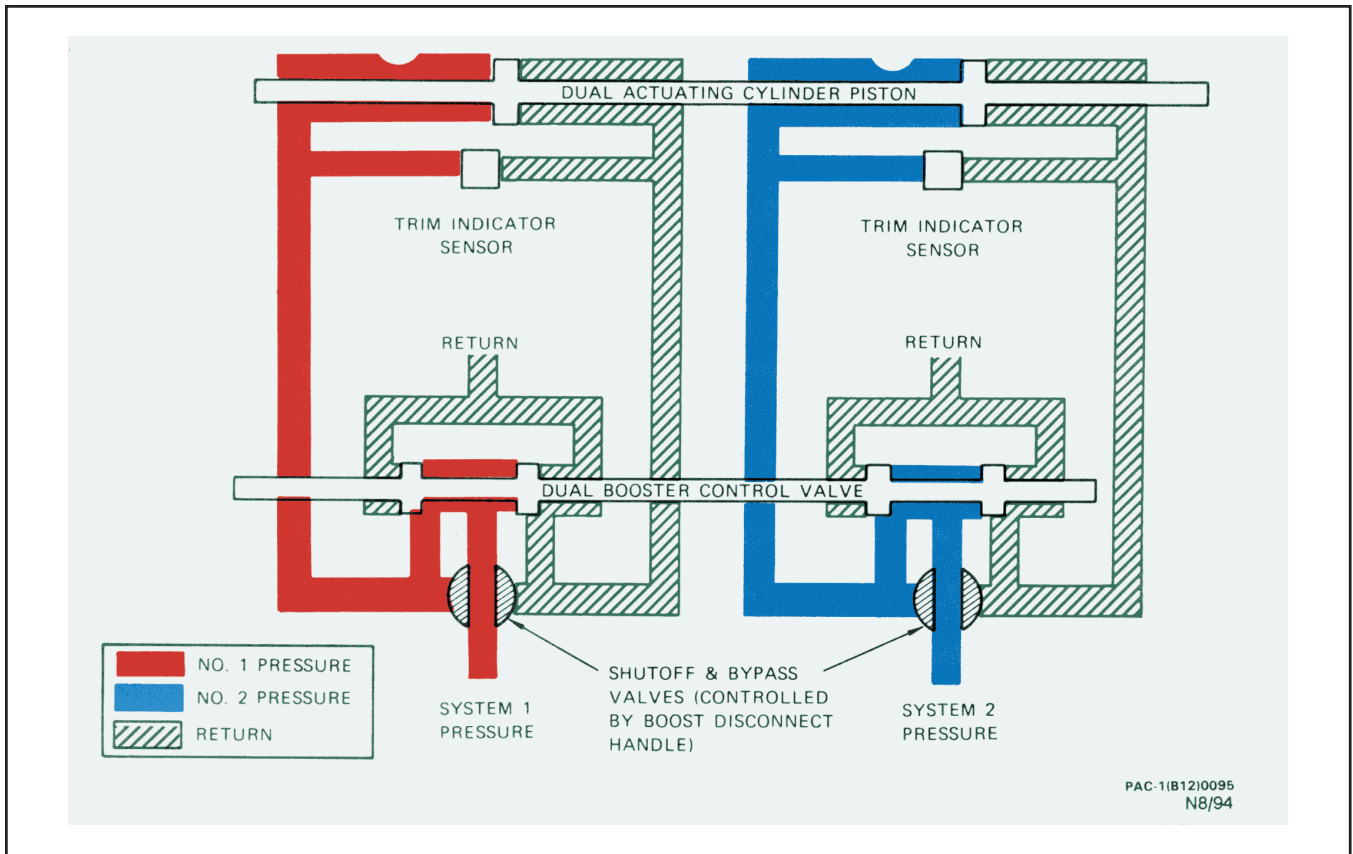 DUAL ACTUATING CYLINDER PISTON
TRIM INDICATOR
SENSOR
TRIM INDICATOR
SENSOR
RETURN
RETURN
DUAL BOOSTER CONTROL VALVE
NO. 1 PRESSURE
NO. 2 PRESSURE
RETURN
SYSTEM 1
PRESSURE
SHUTOFF & BYPASS
VALVES (CONTROLLED
BY BOOST DISCONNECT
HANDLE)
SYSTEM 2
PRESSURE
PAC-1(B12)0095
N8/94